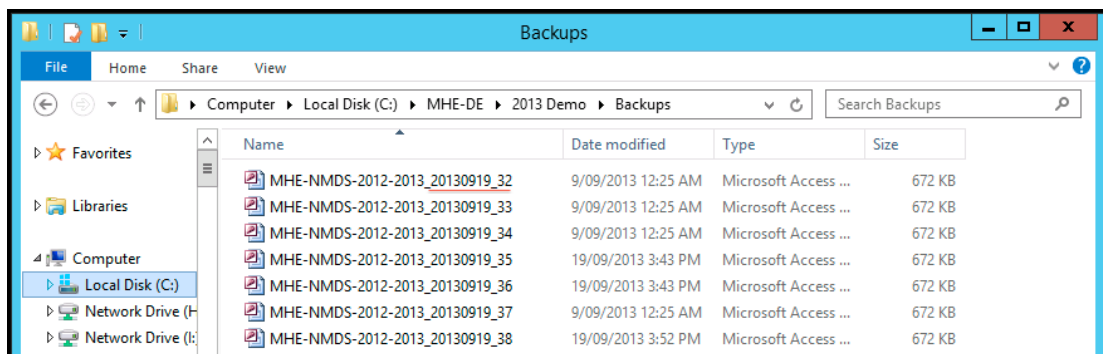 Backups
File Home Share View
Computer Local Disk (C:) MHE-DE 2013 Demo Backups Search Backups
Favorites
Libraries
Computer
Local Disk (C:)
Network Drive (H
Network Drive (I:
Name Date modified Type Size
MHE-NMDS-2012-2013_20130919_32 9/09/2013 12:25 AM Microsoft Access ... 672 KB
MHE-NMDS-2012-2013_20130919_33 9/09/2013 12:25 AM Microsoft Access ... 672 KB
MHE-NMDS-2012-2013_20130919_34 9/09/2013 12:25 AM Microsoft Access ... 672 KB
MHE-NMDS-2012-2013_20130919_35 19/09/2013 3:43 PM Microsoft Access ... 672 KB
MHE-NMDS-2012-2013_20130919_36 19/09/2013 3:43 PM Microsoft Access ... 672 KB
MHE-NMDS-2012-2013_20130919_37 9/09/2013 12:25 AM Microsoft Access ... 672 KB
MHE-NMDS-2012-2013_20130919_38 19/09/2013 3:52 PM Microsoft Access ... 672 KB